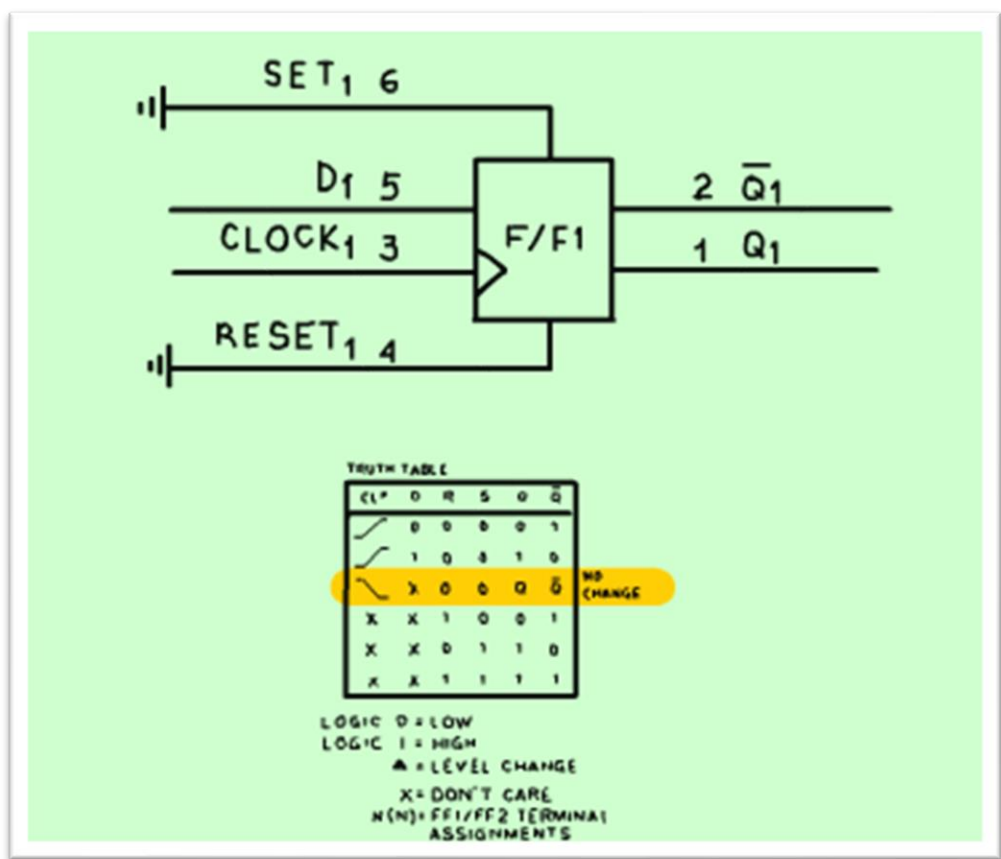 SET1 6
D1 5
CLOCK1 3
RESET1 4
F/F1
2 Q̅1
1 Q1
TRUTH TABLE
D R S Q Q̅
0 0 0 0 1
1 0 0 1 0
X 0 0 Q Q̅ NO CHANGE
X X 1 0 0 1
X X 0 1 1 0
X X 1 1 1 1
LOGIC 0 = LOW
LOGIC 1 = HIGH
▲ = LEVEL CHANGE
X = DON'T CARE
N(N) = FF1/FF2 TERMINAL
ASSIGNMENTS